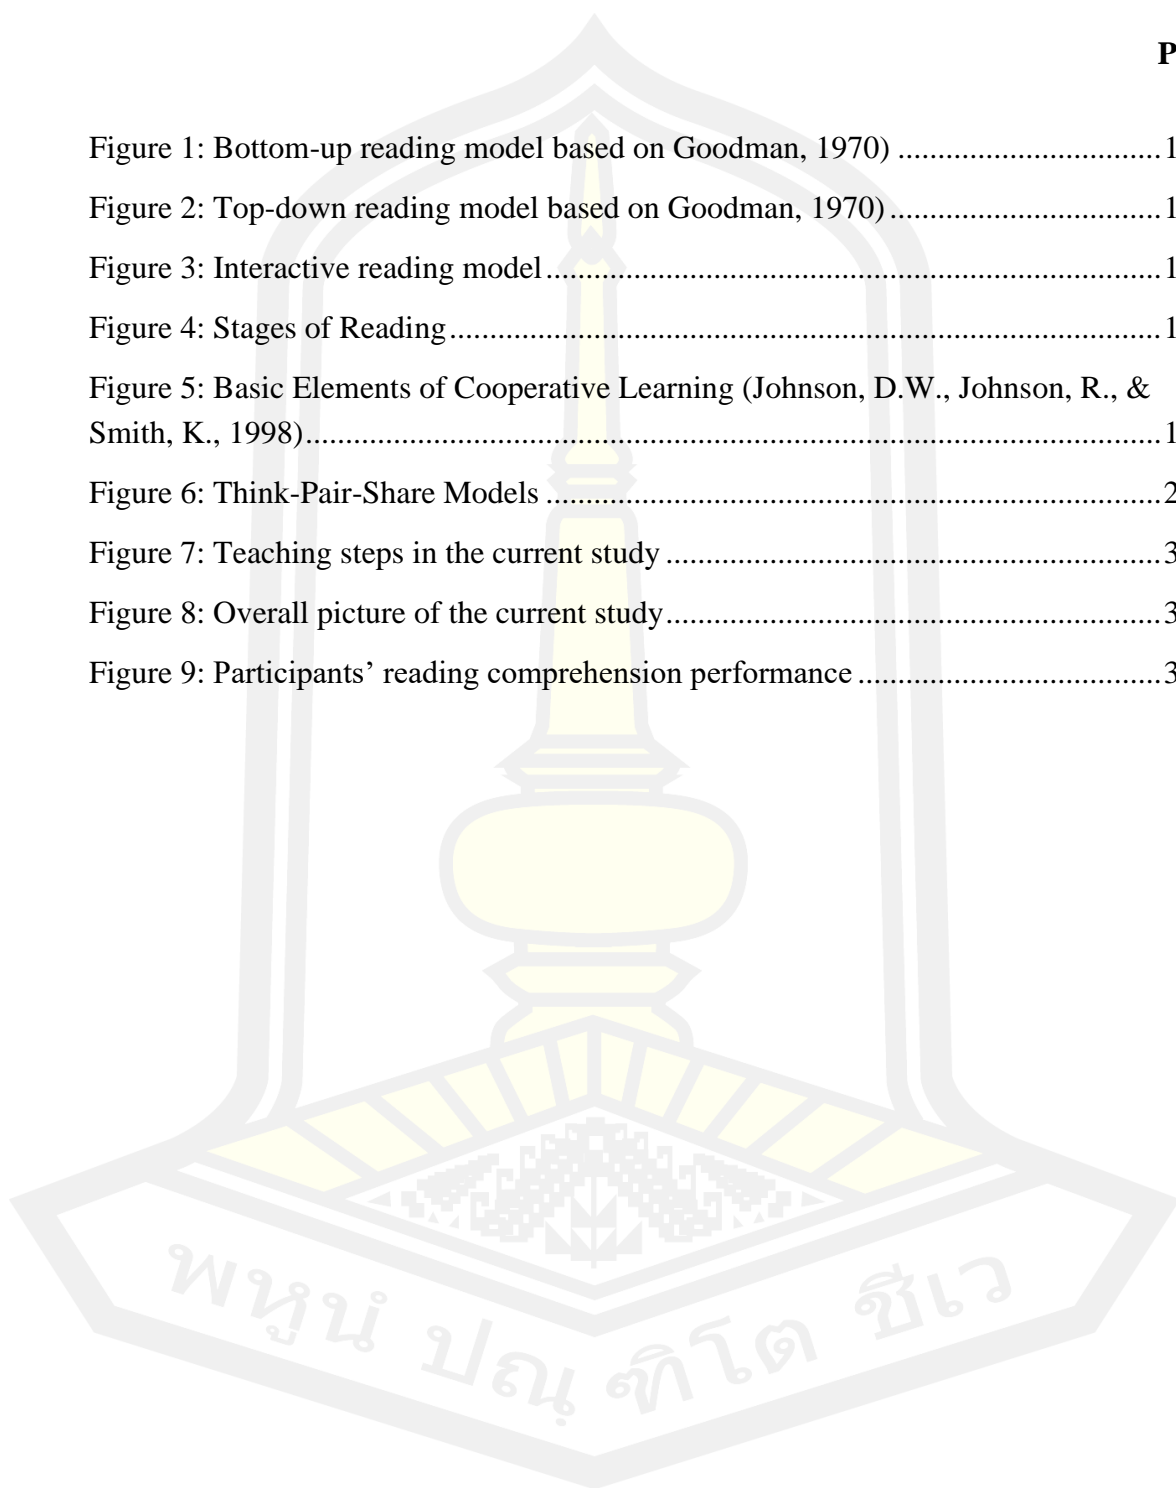 P
Figure 1: Bottom-up reading model based on Goodman, 1970) ................................ 1
Figure 2: Top-down reading model based on Goodman, 1970) ................................. 1
Figure 3: Interactive reading model ........................................................................... 1
Figure 4: Stages of Reading ....................................................................................... 1
Figure 5: Basic Elements of Cooperative Learning (Johnson, D.W., Johnson, R., &
Smith, K., 1998) ......................................................................................................... 1
Figure 6: Think-Pair-Share Models ........................................................................... 2
Figure 7: Teaching steps in the current study ............................................................ 3
Figure 8: Overall picture of the current study ............................................................ 3
Figure 9: Participants’ reading comprehension performance ..................................... 3
พหูนํ ปณฺฑิโต ชีเว